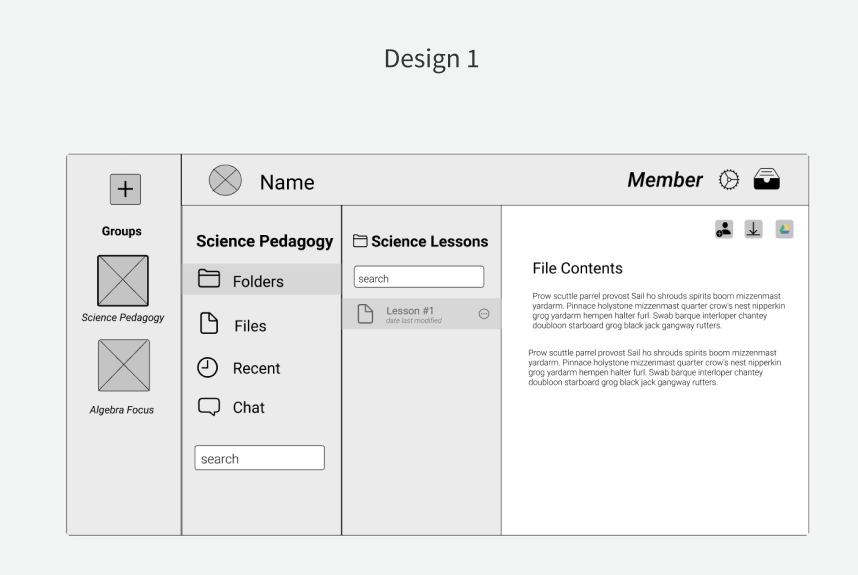 Design 1
Name
Member
Groups
Science Pedagogy
Algebra Focus
Science Pedagogy
Folders
Files
Recent
Chat
search
Science Lessons
search
Lesson #1
date last modified
File Contents
Prow scuttle parrel provost Sail ho shrouds spirits boom mizzenmast
yardarm. Pinnace holystone mizzenmast quarter crow's nest nipperkin
grog yardarm hempen halter furl. Swab barque interloper chantey
doubloon starboard grog black jack gangway rutters.
Prow scuttle parrel provost Sail ho shrouds spirits boom mizzenmast
yardarm. Pinnace holystone mizzenmast quarter crow's nest nipperkin
grog yardarm hempen halter furl. Swab barque interloper chantey
doubloon starboard grog black jack gangway rutters.